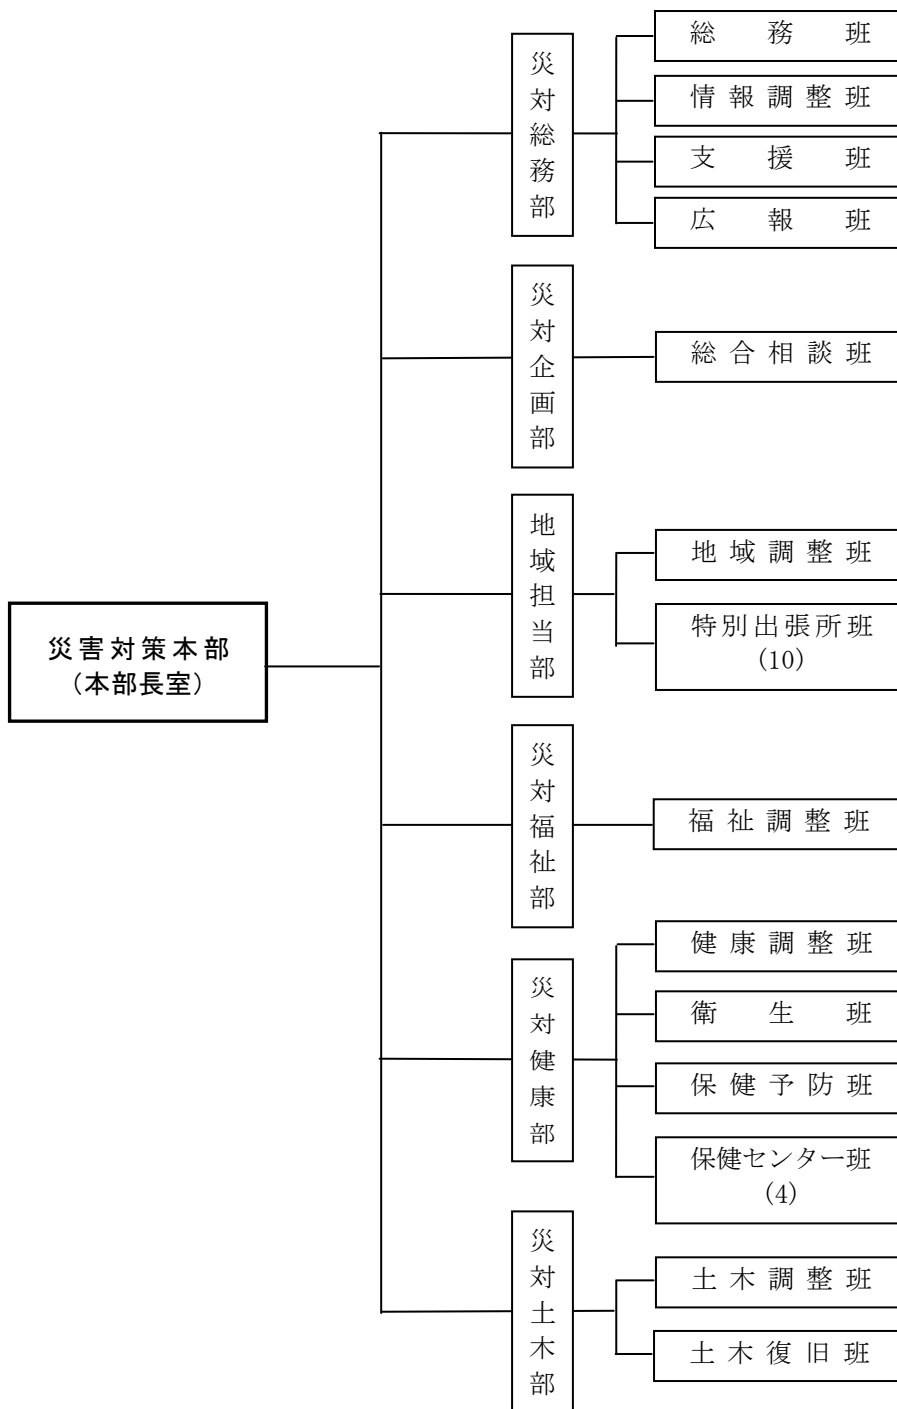 災害対策本部
（本部長室）
災対総務部
総務班
情報調整班
支援班
広報班
災対企画部
総合相談班
地域担当部
地域調整班
特別出張所班
（10）
災対福祉部
福祉調整班
災対健康部
健康調整班
衛生班
保健予防班
保健センター班
（4）
災対土木部
土木調整班
土木復旧班